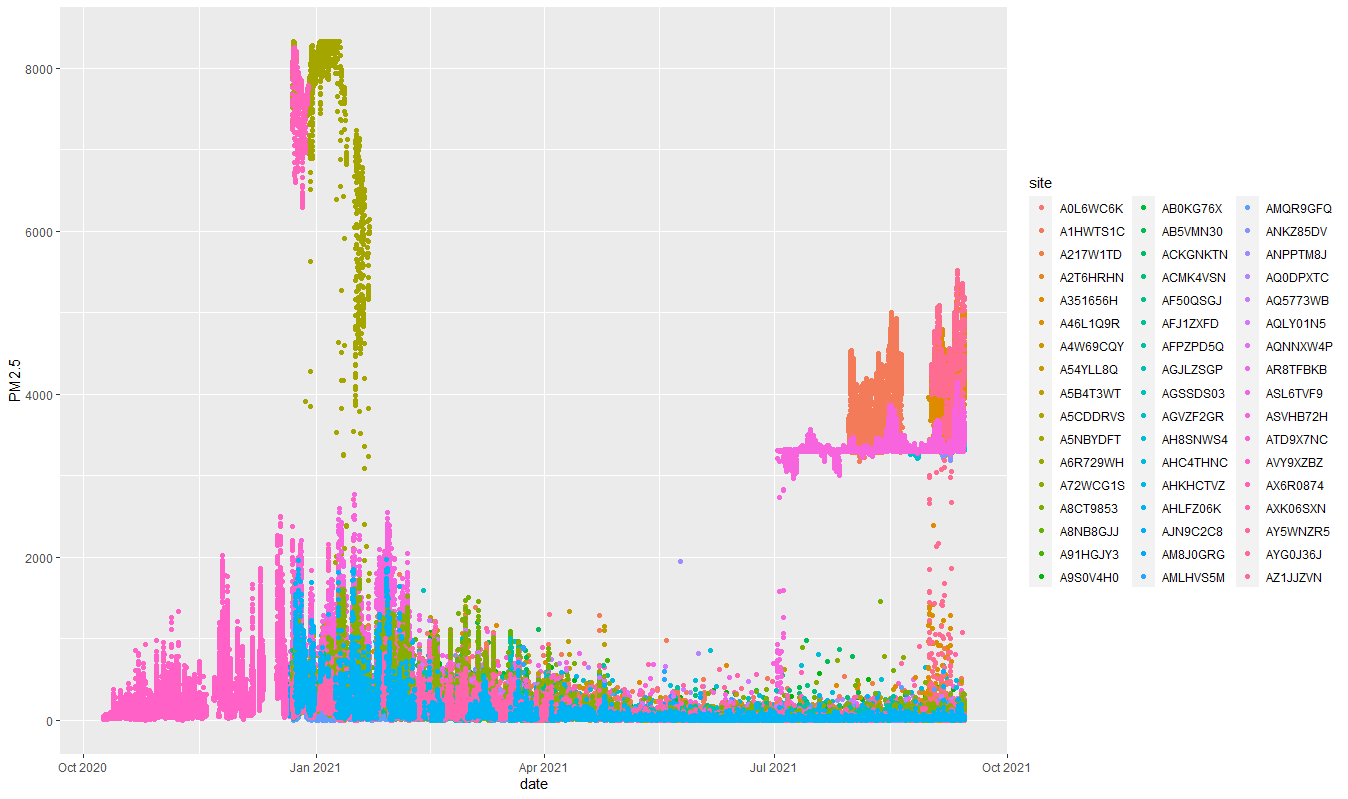 8000
6000
4000
2000
0
PM2.5
Oct 2020
Jan 2021
Apr 2021
Jul 2021
Oct 2021
date
site
A0L6WC6K AB0KG76X AMQR9GFQ
A1HWTS1C AB5VMN30 ANKZ85DV
A217W1TD ACKGNKTN ANPPTM8J
A2T6HRHN ACMK4VSN AQ0DPXTC
A351656H AF50QSGJ AQ5773WB
A46L1Q9R AFJ1ZXFD AQLY01N5
A4W69CQY AFPZPD5Q AQNNXW4P
A54YLL8Q AGJLZSGP AR8TFBKB
A5B4T3WT AGSSDS03 ASL6TVF9
A5CDDRVS AGVZF2GR ASVHB72H
A5NBYDFT AH8SNWS4 ATD9X7NC
A6R729WH AHC4THNC AVY9XZBZ
A72WCG1S AHKHCTVZ AX6R0874
A8CT9853 AHLFZ06K AXK06SXN
A8NB8GJJ AJN9C2C8 AY5WNZR5
A91HGJY3 AM8J0GRG AYG0J36J
A9S0V4H0 AMLHVS5M AZ1JJZVN